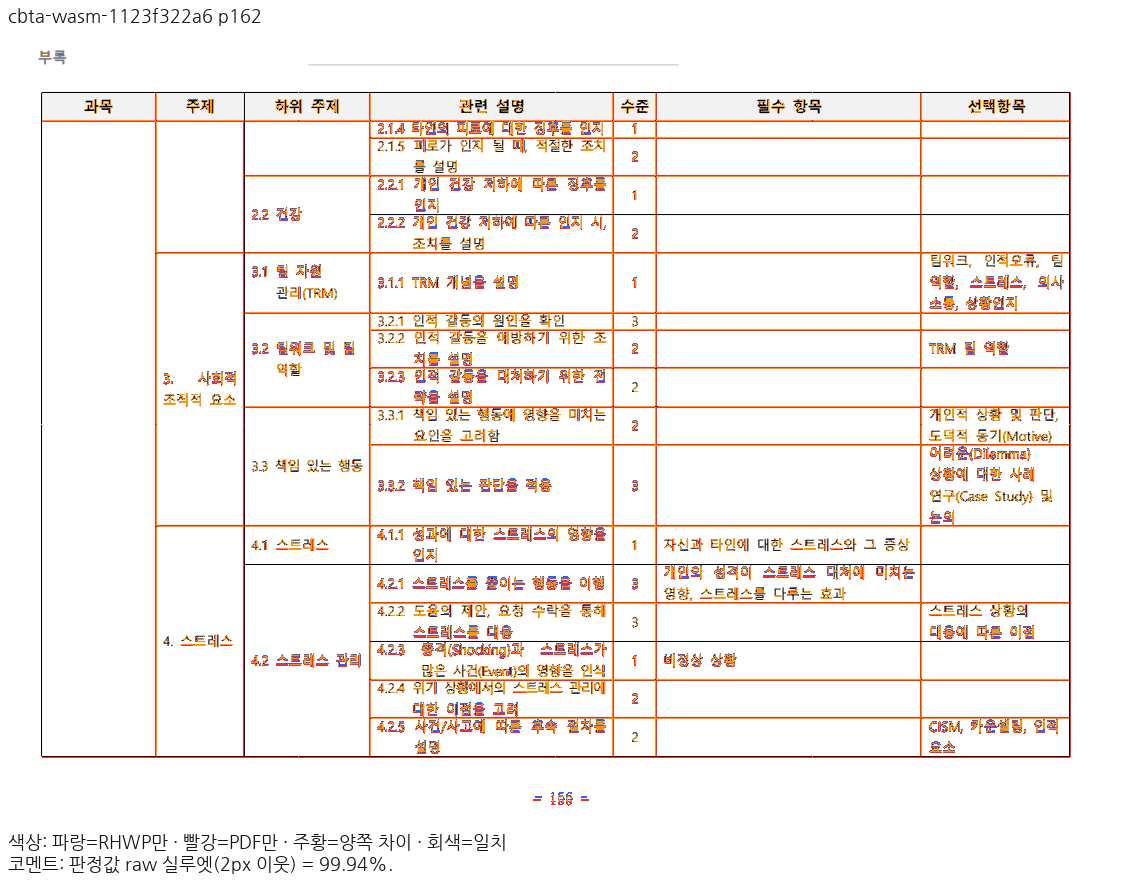 cbta-wasm-1123f322a6 p162
부록
과목 주제 하위 주제 관련 설명 수준 필수 항목 선택항목
2.1.4 타인의 피로에 대한 징후를 인지 1
2.1.5 피로가 인지 될 때, 적절한 조치
를 설명
2
2.2 건강
2.2.1 개인 건강 저하에 따른 징후를
인지
1
2.2.2 개인 건강 저하에 따른 인지 시,
조치를 설명
2
3. 사회적
조직적 요소
3.1 팀 자원
관리(TRM)
3.1.1 TRM 개념을 설명 1
팀워크, 인적오류, 팀
역할, 스트레스, 의사
소통, 상황인지
3.2 팀워크 및 팀
역할
3.2.1 인적 갈등의 원인을 확인 3
3.2.2 인적 갈등을 예방하기 위한 조
치를 설명
2
TRM 팀 역할
3.2.3 인적 갈등을 대처하기 위한 전
략을 설명
2
3.3 책임 있는 행동
3.3.1 책임 있는 행동에 영향을 미치는
요인을 고려함
2
개인적 상황 및 판단,
도덕적 동기(Motive)
3.3.2 책임 있는 판단을 적용 3
어려운(Dilemma)
상황에 대한 사례
연구(Case Study) 및
논의
4. 스트레스
4.1 스트레스
4.1.1 성과에 대한 스트레스의 영향을
인지
1
자신과 타인에 대한 스트레스와 그 증상
4.2 스트레스 관리
4.2.1 스트레스를 줄이는 행동을 이행 3
개인의 성격이 스트레스 대처에 미치는
영향, 스트레스를 다루는 효과
4.2.2 도움의 제안, 요청 수락을 통해
스트레스를 대응
3
스트레스 상황의
대응에 따른 이점
4.2.3 충격(Shocking)과 스트레스가
많은 사건(Event)의 영향을 인식
1
비정상 상황
4.2.4 위기 상황에서의 스트레스 관리에
대한 이점을 고려
2
4.2.5 사건/사고에 따른 후속 절차를
설명
2
CISM, 카운셀링, 인적
요소
- 156 -
색상: 파랑=RHWP만 · 빨강=PDF만 · 주황=양쪽 차이 · 회색=일치
코멘트: 판정값 raw 실루엣(2px 이웃) = 99.94%.